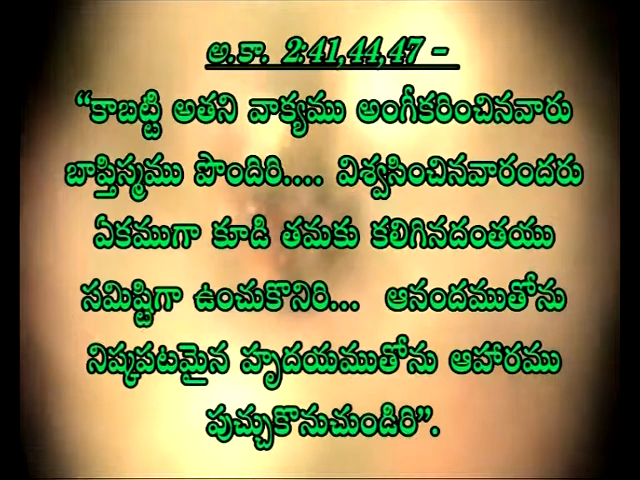 అ.కా. 2:41,44,47 -
“కాబట్టి అతని వాక్యము అంగీకరించినవారు
బాప్తిస్మము పొందిరి.... విశ్వసించినవారందరు
ఏకముగా కూడి తమకు కలిగినదంతయు
సమిష్టిగా ఉంచుకొనిరి... ఆనందముతోను
నిష్కపటమైన హృదయముతోను ఆహారము
పుచ్చుకొనుచుండిరి”.